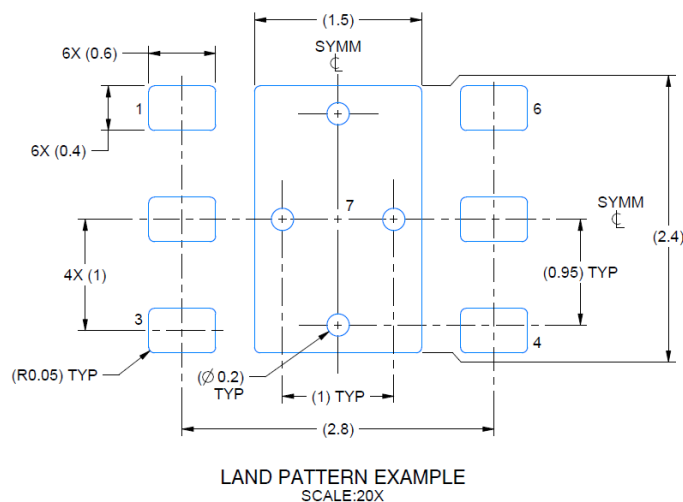 (1.5)
6X (0.6)
SYMM
℄
1
6
6X (0.4)
7
SYMM
℄
(2.4)
4X (1)
(0.95) TYP
3
4
(R0.05) TYP
(∅ 0.2)
TYP
(1) TYP
(2.8)
LAND PATTERN EXAMPLE
SCALE:20X